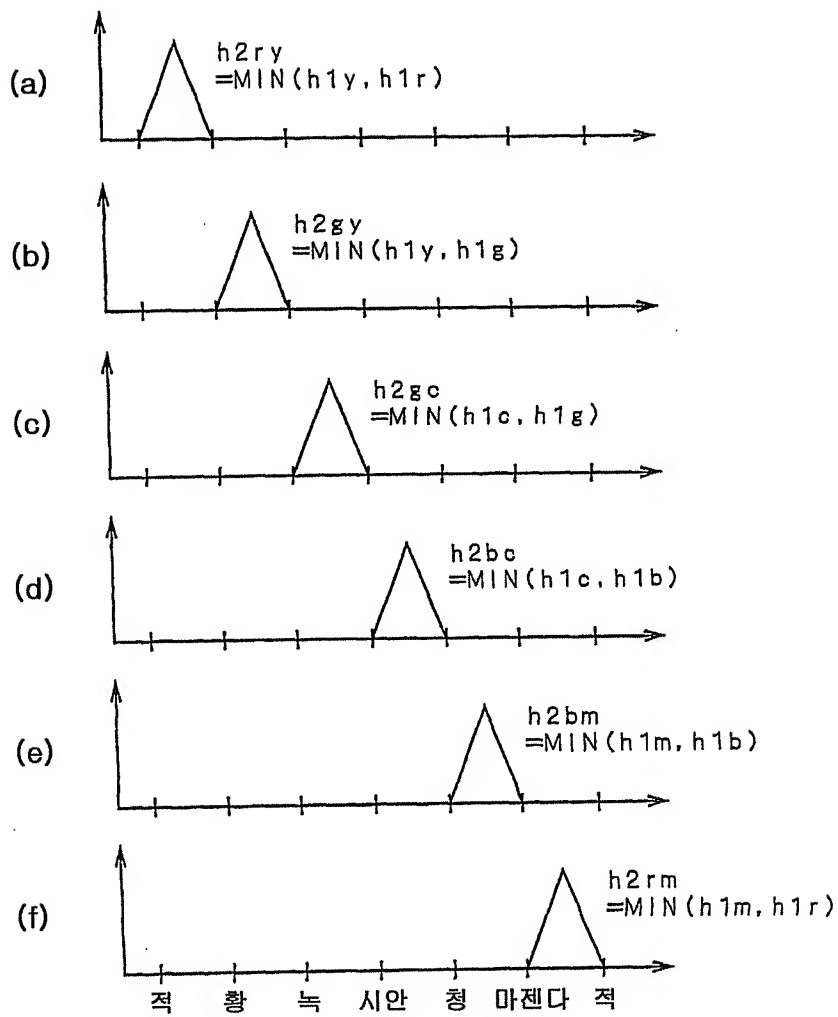 (a)
h2ry
=MIN(h1y, h1r)
(b)
h2gy
=MIN(h1y, h1g)
(c)
h2gc
=MIN(h1c, h1g)
(d)
h2bc
=MIN(h1c, h1b)
(e)
h2bm
=MIN(h1m, h1b)
(f)
h2rm
=MIN(h1m, h1r)
적 황 녹 시안 청 마젠다 적